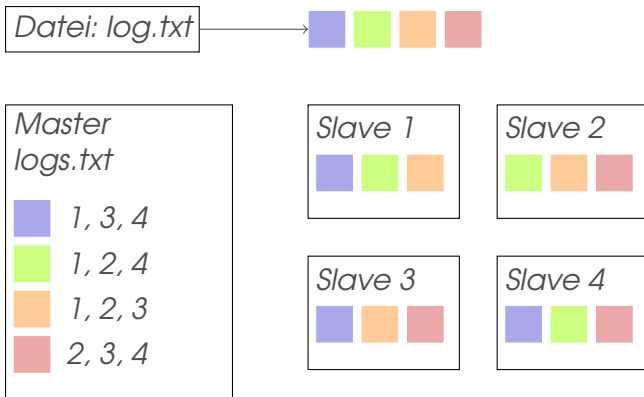 Datei: log.txt
Master
logs.txt
1, 3, 4
1, 2, 4
1, 2, 3
2, 3, 4
Slave 1
Slave 2
Slave 3
Slave 4